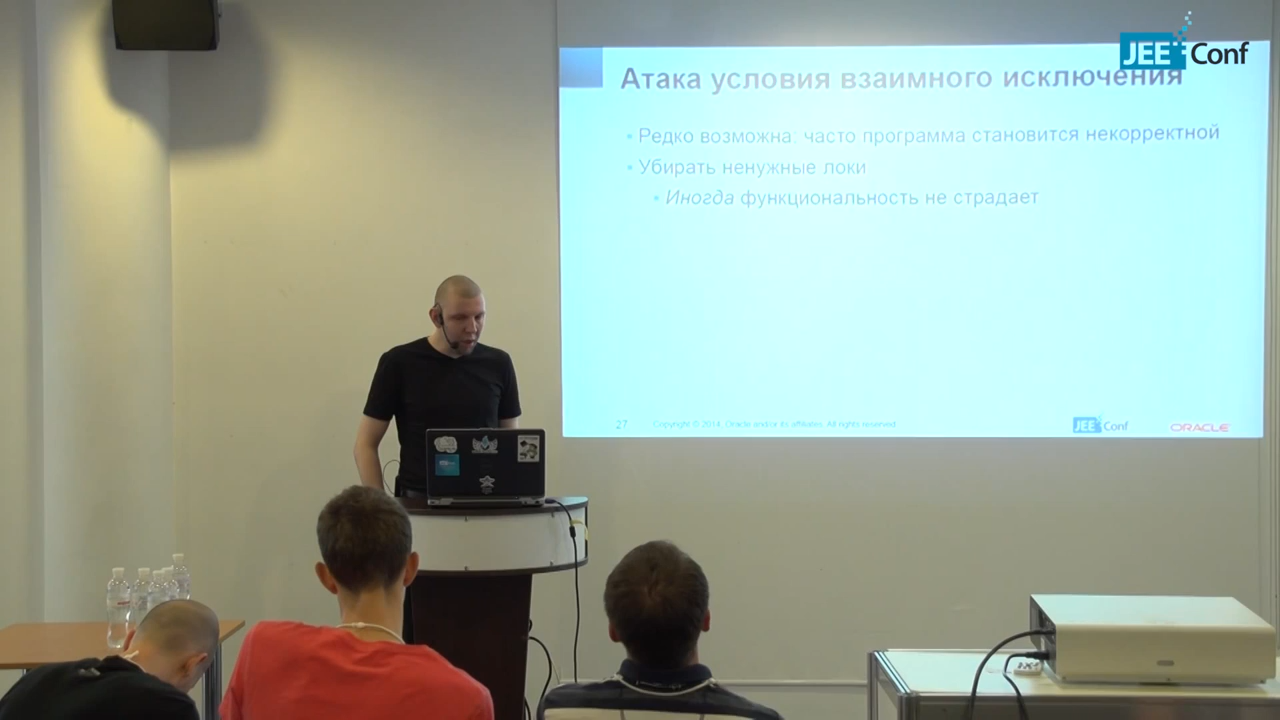 JEE Conf
Атака условия взаимного исключения
• Редко возможна: часто программа становится некорректной
• Убирать ненужные локи
• Иногда функциональность не страдает
27 Copyright © 2014, Oracle and/or its affiliates. All rights reserved. JEE Conf ORACLE